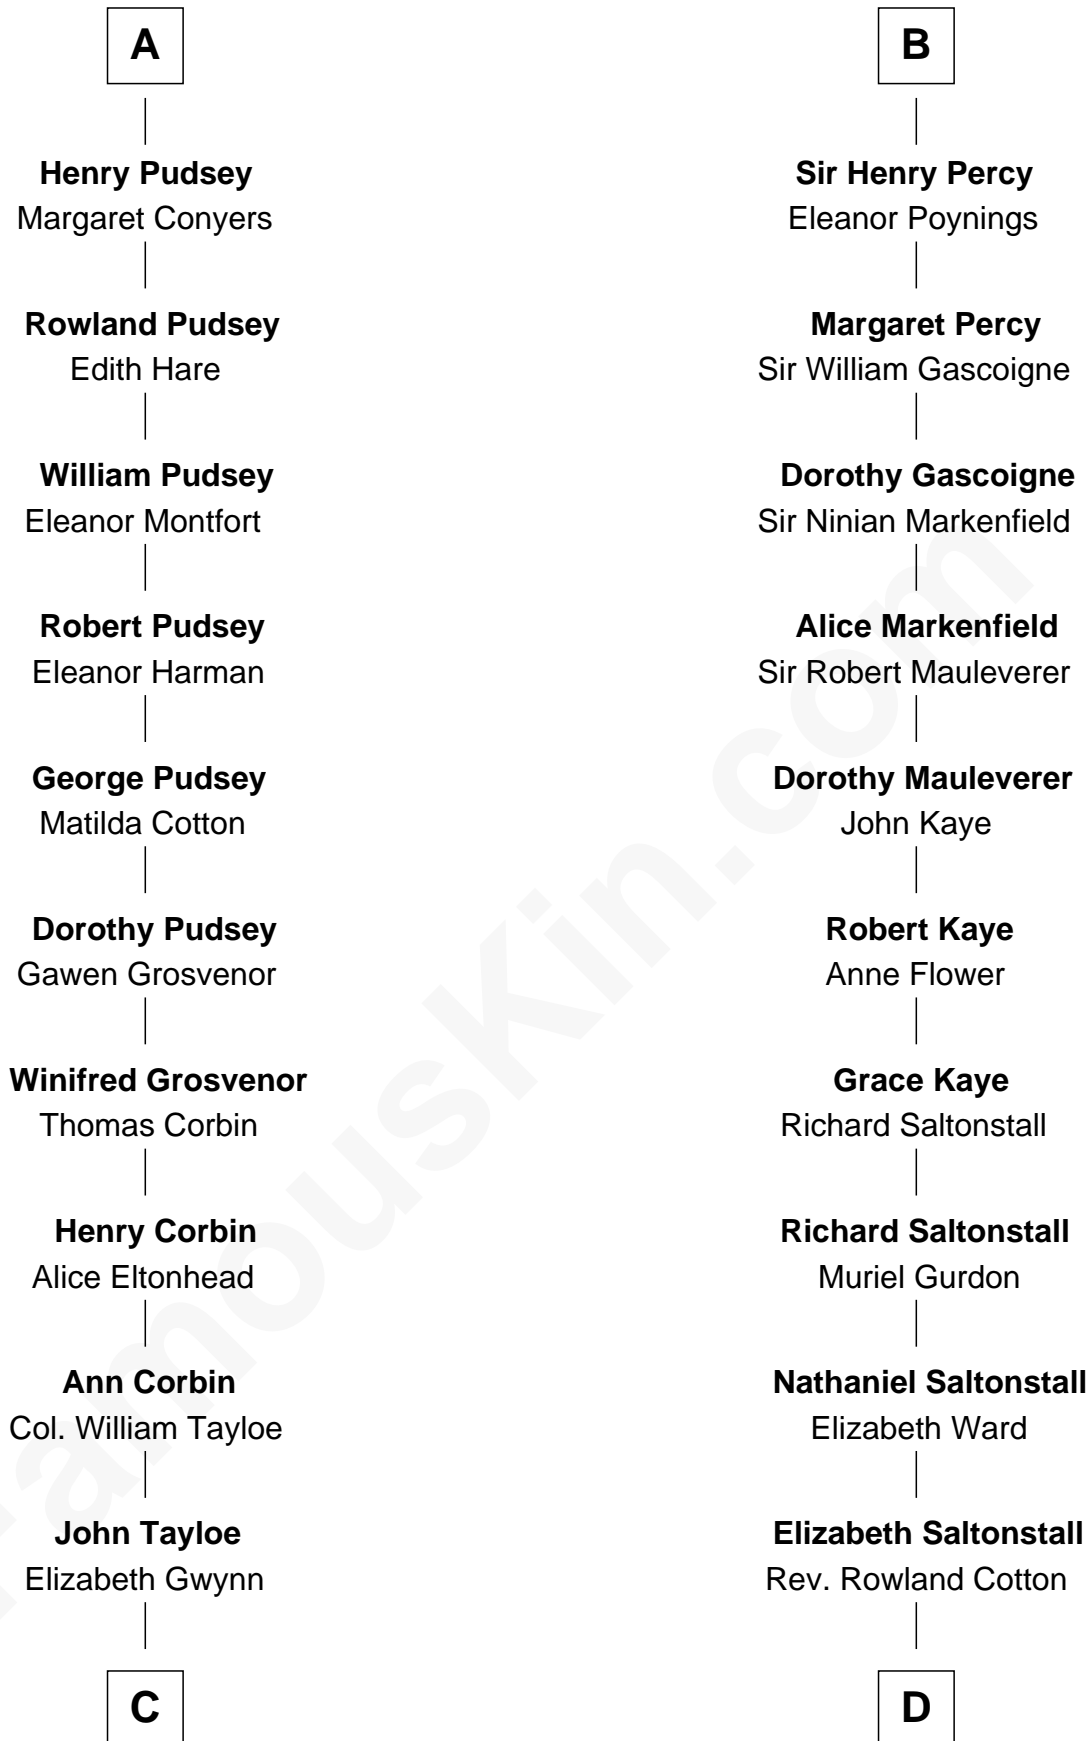 A
Henry Pudsey
Margaret Conyers
Rowland Pudsey
Edith Hare
William Pudsey
Eleanor Montfort
Robert Pudsey
Eleanor Harman
George Pudsey
Matilda Cotton
Dorothy Pudsey
Gawen Grosvenor
Winifred Grosvenor
Thomas Corbin
Henry Corbin
Alice Eltonhead
Ann Corbin
Col. William Tayloe
John Tayloe
Elizabeth Gwynn
C
B
Sir Henry Percy
Eleanor Poynings
Margaret Percy
Sir William Gascoigne
Dorothy Gascoigne
Sir Ninian Markenfield
Alice Markenfield
Sir Robert Mauleverer
Dorothy Mauleverer
John Kaye
Robert Kaye
Anne Flower
Grace Kaye
Richard Saltonstall
Richard Saltonstall
Muriel Gurdon
Nathaniel Saltonstall
Elizabeth Ward
Elizabeth Saltonstall
Rev. Rowland Cotton
D
FamousKin.com